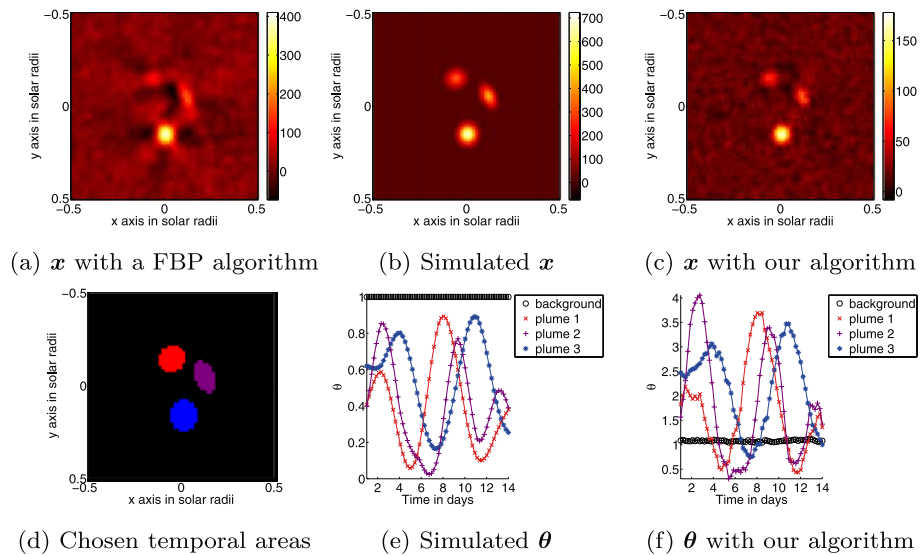 −0.5
0
0.5
y axis in solar radii
−0.5 0 0.5
x axis in solar radii
400
300
200
100
0
(a) x with a FBP algorithm
−0.5
0
0.5
y axis in solar radii
−0.5 0 0.5
x axis in solar radii
700
600
500
400
300
200
100
0
(b) Simulated x
−0.5
0
0.5
y axis in solar radii
−0.5 0 0.5
x axis in solar radii
150
100
50
0
(c) x with our algorithm
−0.5
0
0.5
y axis in solar radii
−0.5 0 0.5
x axis in solar radii
(d) Chosen temporal areas
1
0.8
0.6
0.4
0.2
0
θ
2 4 6 8 10 12 14
Time in days
background
plume 1
plume 2
plume 3
(e) Simulated θ
4
3.5
3
2.5
2
1.5
1
0.5
θ
2 4 6 8 10 12 14
Time in days
background
plume 1
plume 2
plume 3
(f) θ with our algorithm